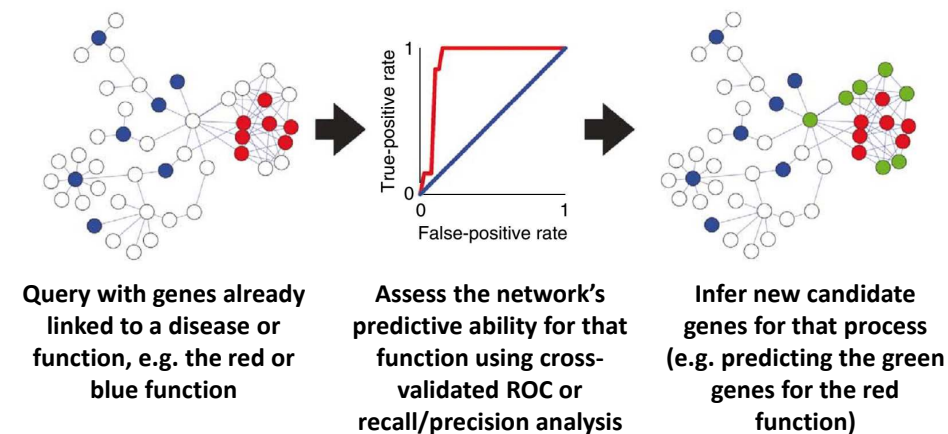 1
True-positive rate
0
0
1
False-positive rate
Query with genes already
linked to a disease or
function, e.g. the red or
blue function
Assess the network's
predictive ability for that
function using cross-
validated ROC or
recall/precision analysis
Infer new candidate
genes for that process
(e.g. predicting the green
genes for the red
function)